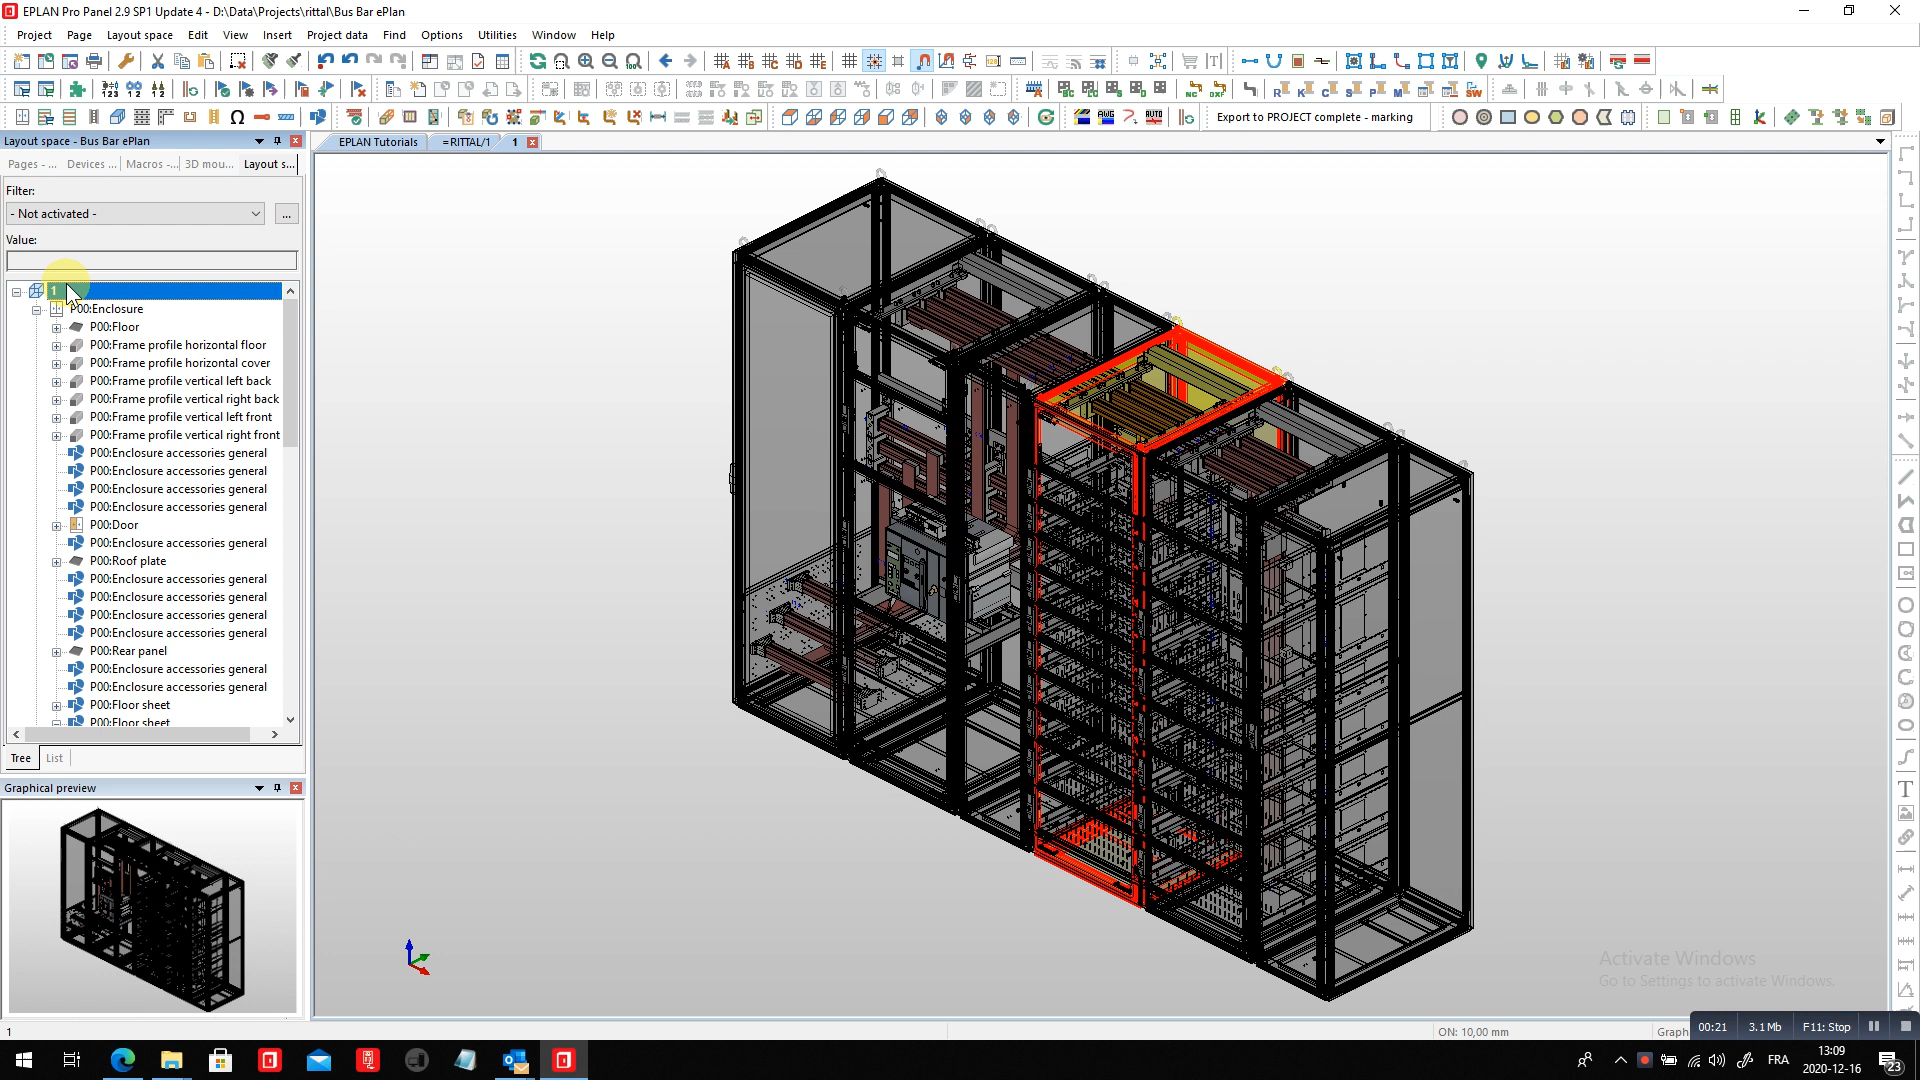 EPLAN Pro Panel 2.9 SP1 Update 4 - D:\Data\Projects\rittal\Bus Bar ePlan
Project Page Layout space Edit View Insert Project data Find Options Utilities Window Help
Export to PROJECT complete - marking
Layout space - Bus Bar ePlan
EPLAN Tutorials =RITTAL/1 1
Pages - ... Devices ... Macros -... 3D mou... Layout s...
Filter:
- Not activated -
...
Value:
1
P00:Enclosure
P00:Floor
P00:Frame profile horizontal floor
P00:Frame profile horizontal cover
P00:Frame profile vertical left back
P00:Frame profile vertical right back
P00:Frame profile vertical left front
P00:Frame profile vertical right front
P00:Enclosure accessories general
P00:Enclosure accessories general
P00:Enclosure accessories general
P00:Enclosure accessories general
P00:Door
P00:Enclosure accessories general
P00:Roof plate
P00:Enclosure accessories general
P00:Enclosure accessories general
P00:Enclosure accessories general
P00:Enclosure accessories general
P00:Rear panel
P00:Enclosure accessories general
P00:Enclosure accessories general
P00:Floor sheet
P00:Floor sheet
Tree List
Graphical preview
Activate Windows
Go to Settings to activate Windows.
1
ON: 10,00 mm
Graph
00:21 3.1 Mb F11: Stop
FRA
13:09
2020-12-16
23